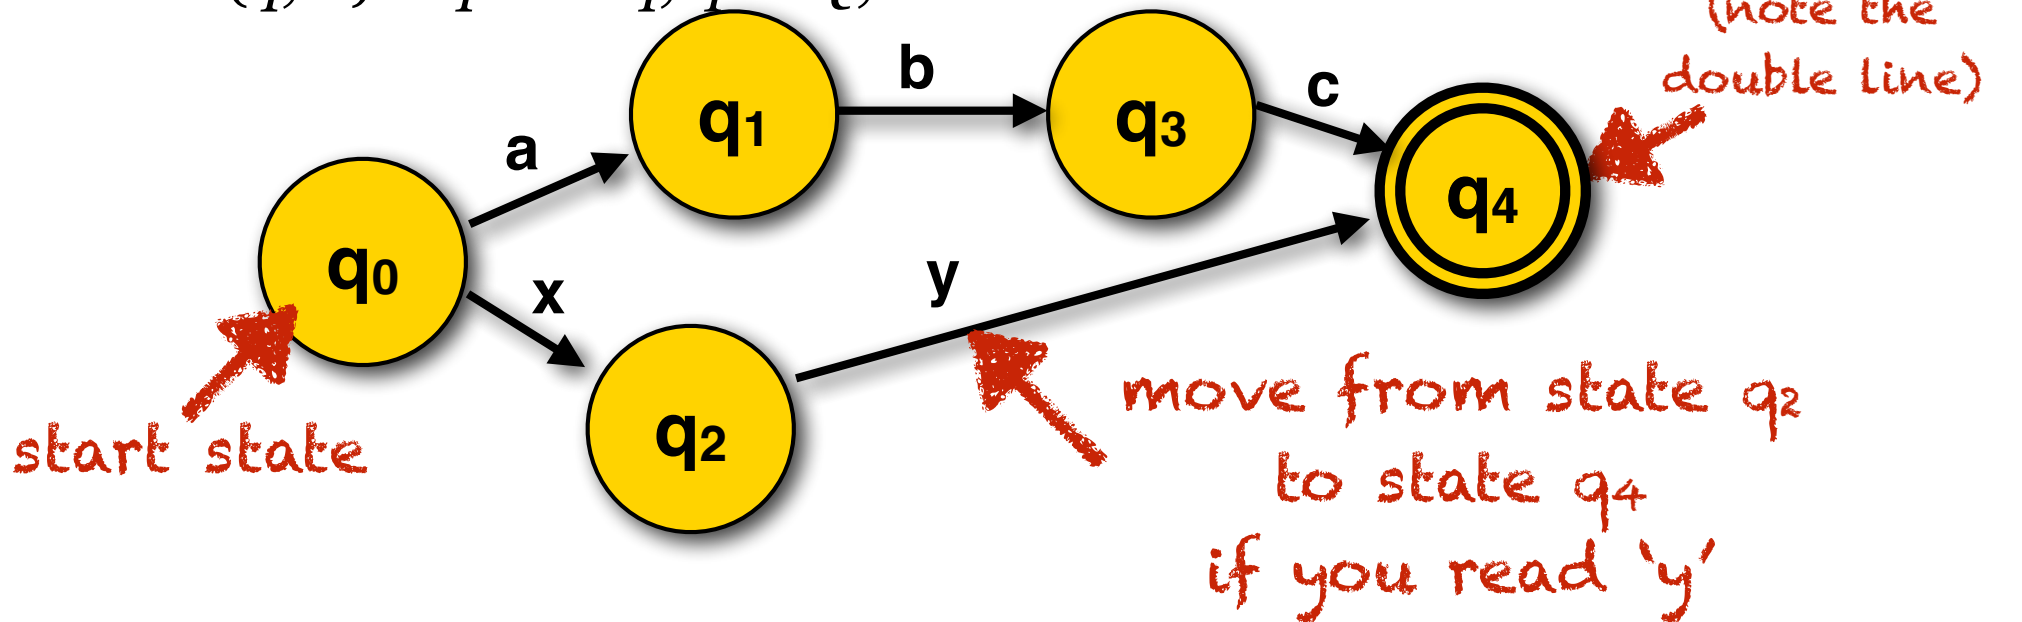 (note the
double line)
b
c
q1
q3
a
q4
q0
x
y
start state
q2
move from state q2
to state q4
if you read 'y'